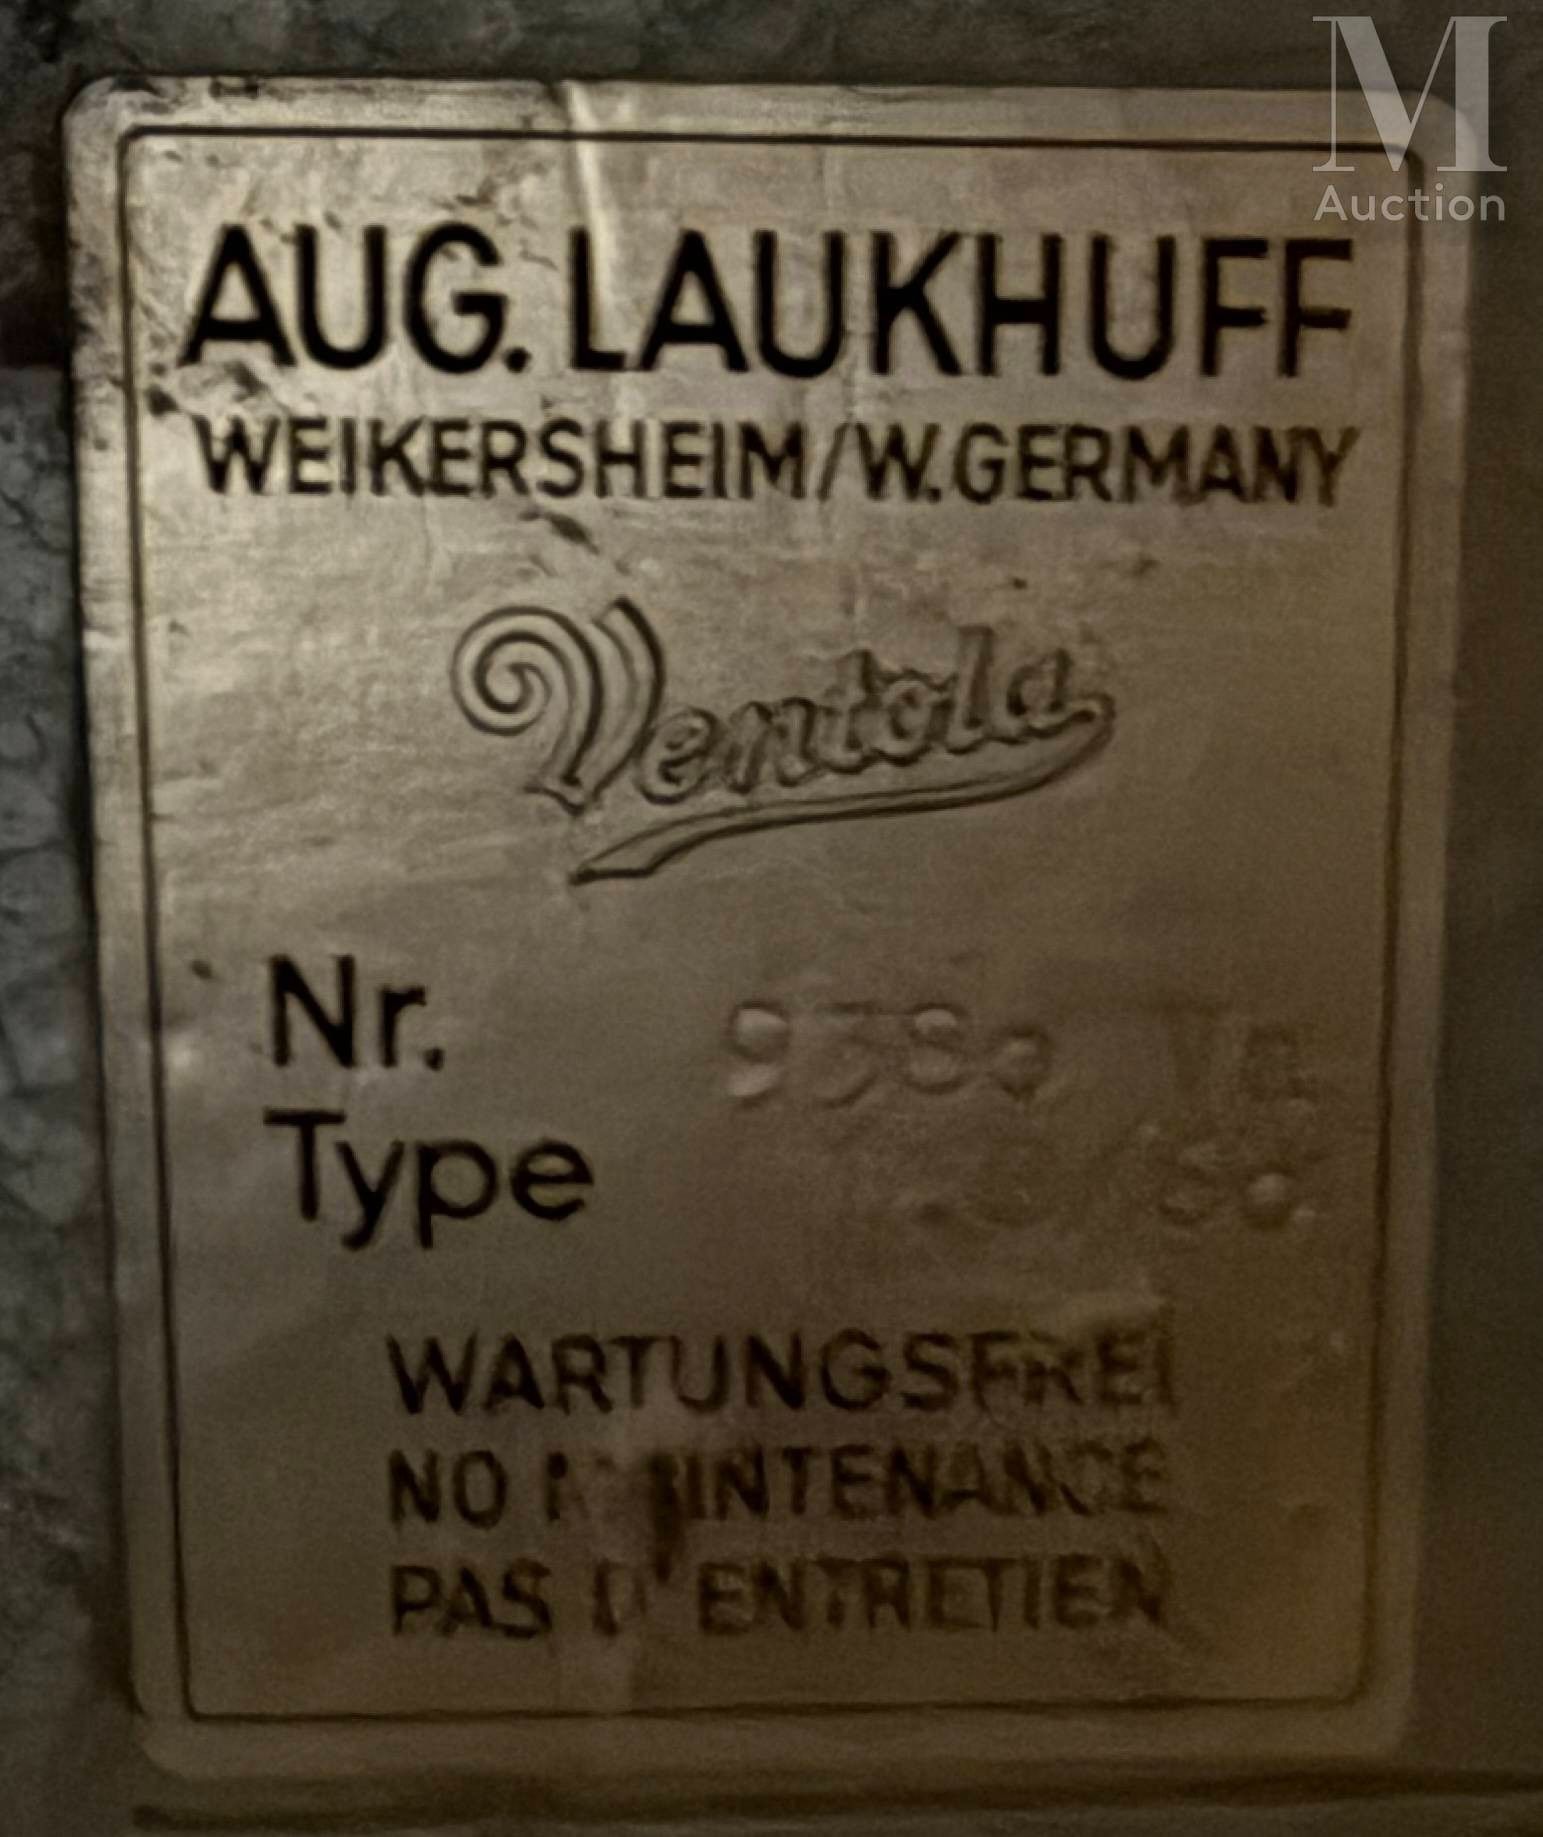 M
Auction
AUG. LAUKHUFF
WEIKERSHEIM/W.GERMANY
Ventola
Nr.
Type
WARTUNGSFREI
NO MAINTENANCE
PAS D'ENTRETIEN